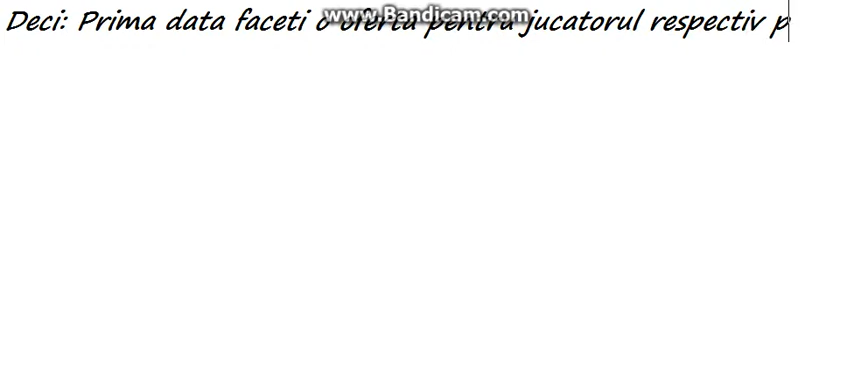 Deci: Prima data faceti o oferta pentru jucatorul respectiv p
www.Bandicam.com